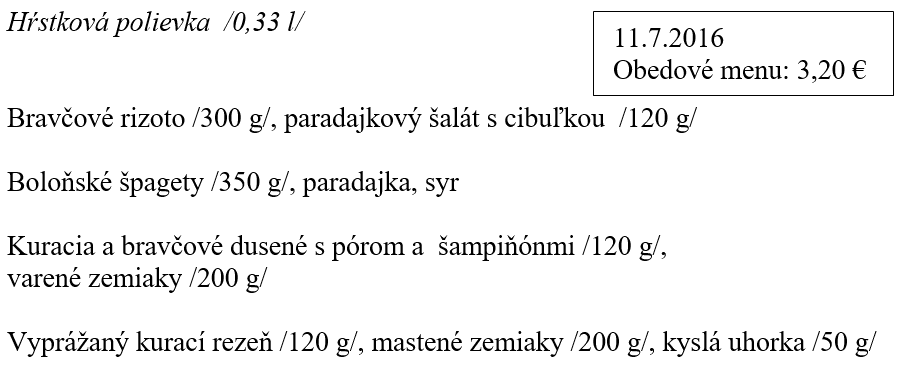 Hŕstková polievka /0,33 l/
11.7.2016
Obedové menu: 3,20 €
Bravčové rizoto /300 g/, paradajkový šalát s cibuľkou /120 g/
Boloňské špagety /350 g/, paradajka, syr
Kuracia a bravčové dusené s pórom a šampiňónmi /120 g/,
varené zemiaky /200 g/
Vyprážaný kurací rezeň /120 g/, mastené zemiaky /200 g/, kyslá uhorka /50 g/